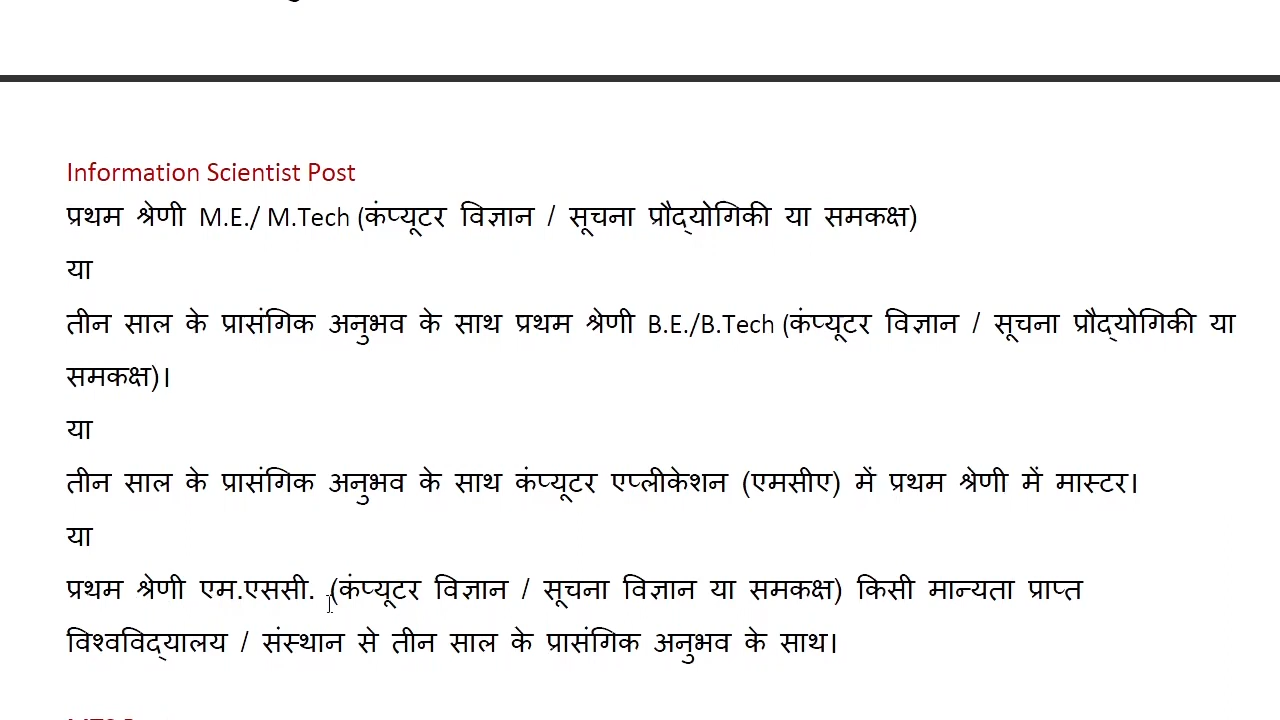 Information Scientist Post
प्रथम श्रेणी M.E./ M.Tech (कंप्यूटर विज्ञान / सूचना प्रौद्योगिकी या समकक्ष)
या
तीन साल के प्रासंगिक अनुभव के साथ प्रथम श्रेणी B.E./B.Tech (कंप्यूटर विज्ञान / सूचना प्रौद्योगिकी या
समकक्ष)।
या
तीन साल के प्रासंगिक अनुभव के साथ कंप्यूटर एप्लीकेशन (एमसीए) में प्रथम श्रेणी में मास्टर।
या
प्रथम श्रेणी एम.एससी. (कंप्यूटर विज्ञान / सूचना विज्ञान या समकक्ष) किसी मान्यता प्राप्त
विश्वविद्यालय / संस्थान से तीन साल के प्रासंगिक अनुभव के साथ।